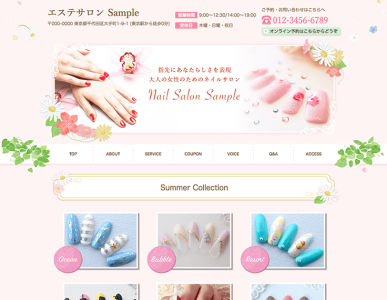 エステサロン Sample
〒000-0000 東京都千代田区大手町1-8-1 (東京駅から徒歩0分)
営業時間 9:00〜12:30/14:00〜19:00
定休日 木曜・日曜・祝日
ご予約・お問い合わせはこちらへ
012-3456-6789
オンライン予約はこちらからどうぞ
指先にあなたらしさを表現
大人の女性のためのネイルサロン
Nail Salon Sample
TOP ABOUT SERVICE COUPON VOICE Q&A ACCESS
Summer Collection
Ocean Bubble Resort